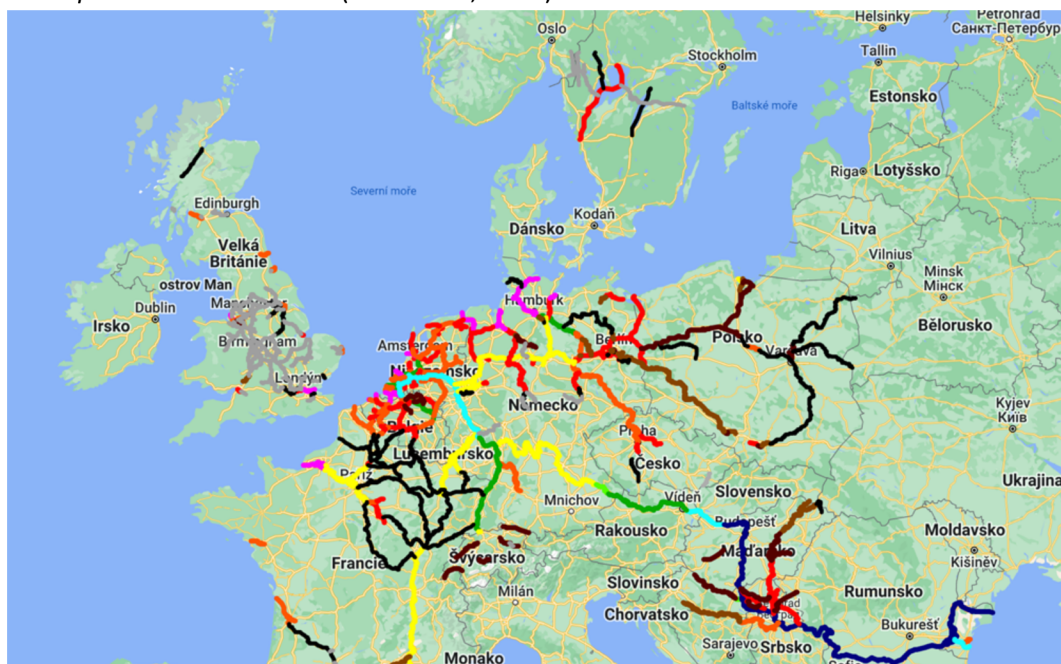 Helsinky
Petrohrad
Санкт-Петербург
Oslo
Stockholm
Tallin
Estonsko
Baltské moře
Riga
Lotyšsko
Severní moře
Edinburgh
Kodaň
Dánsko
Litva
Velká
Británie
Vilnius
Minsk
Мінск
ostrov Man
Dublin
Hamburk
Irsko
Birmingham
Bělorusko
Amsterdam
Polsko
Varšava
Londýn
Německo
Kyjev
Київ
Belgie
Praha
Lucembursko
Česko
Paříž
Ukrajina
Mnichov
Vídeň
Slovensko
Rakousko
Budapešť
Moldavsko
Francie
Švýcarsko
Maďarsko
Kišiněv
Slovinsko
Milán
Rumunsko
Chorvatsko
Bukurešť
Sarajevo
Srbsko
Monako